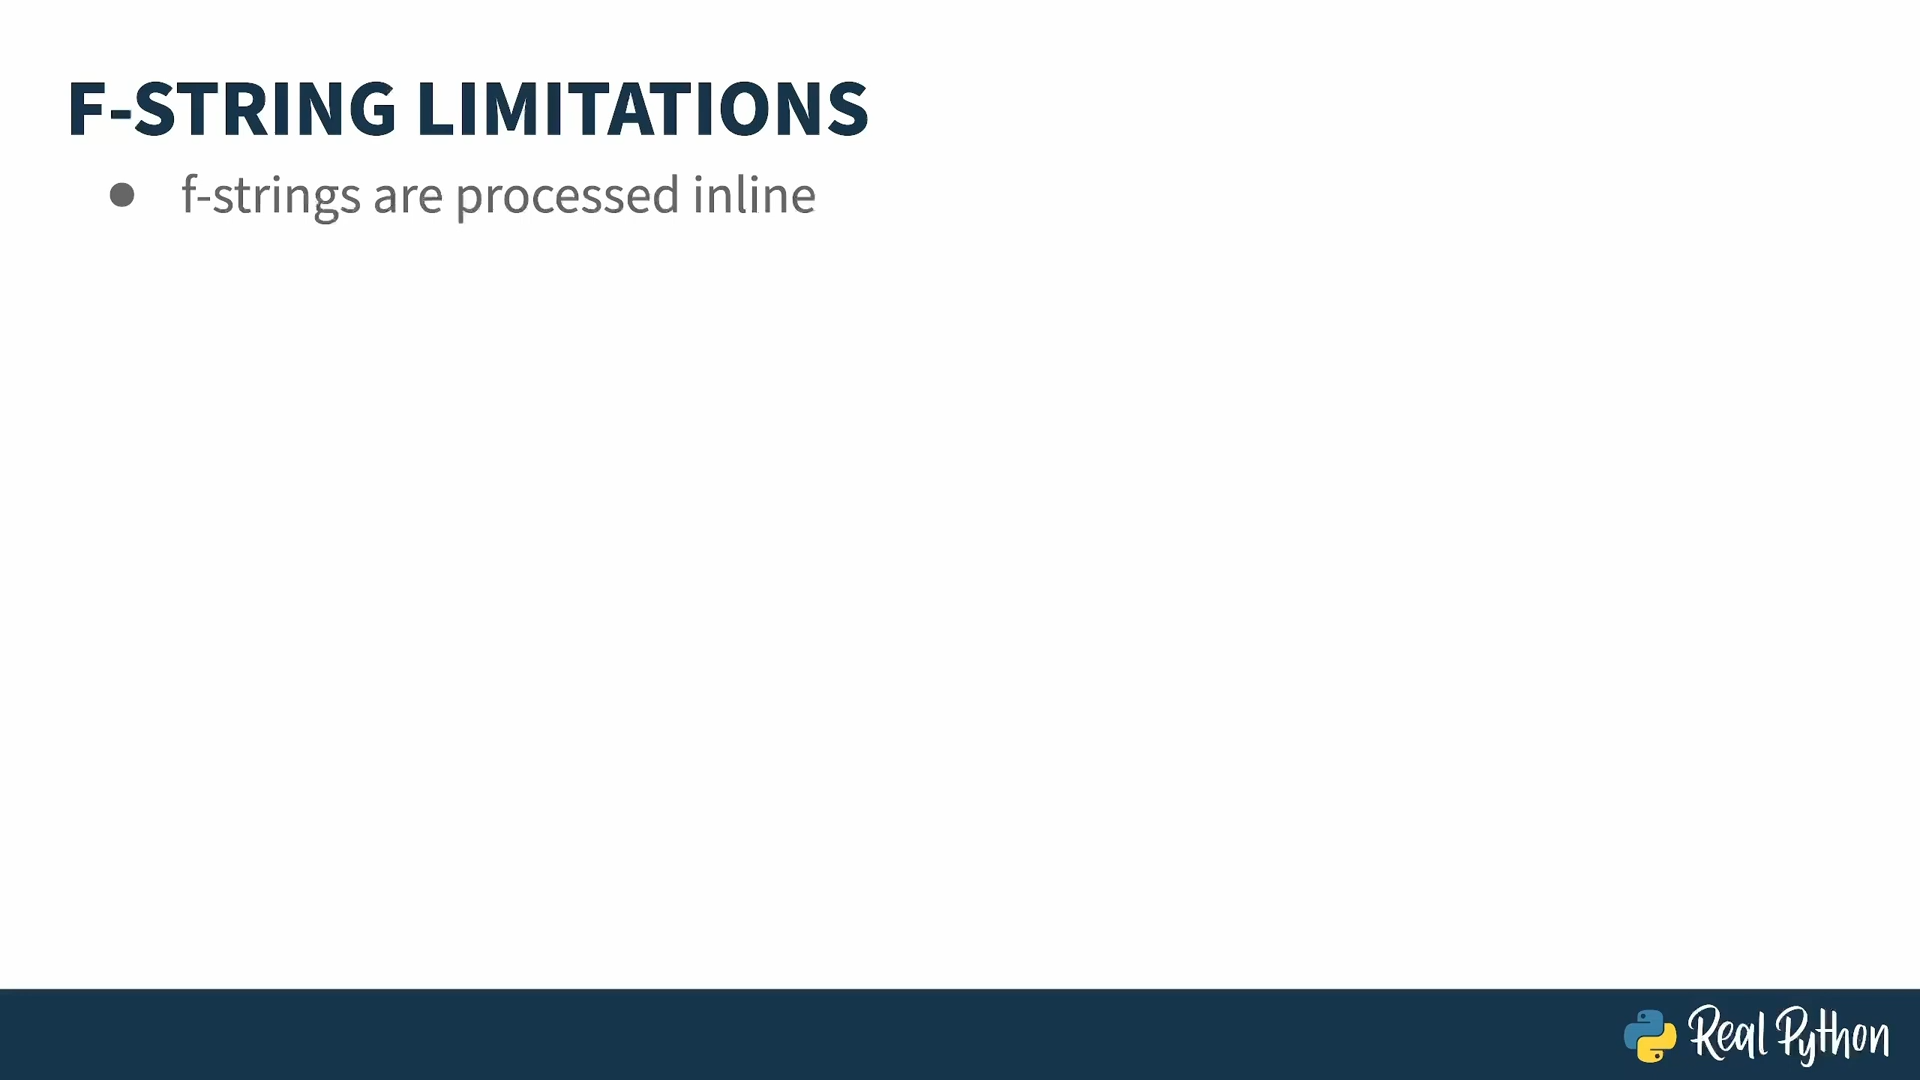 F-STRING LIMITATIONS
● f-strings are processed inline
Real Python